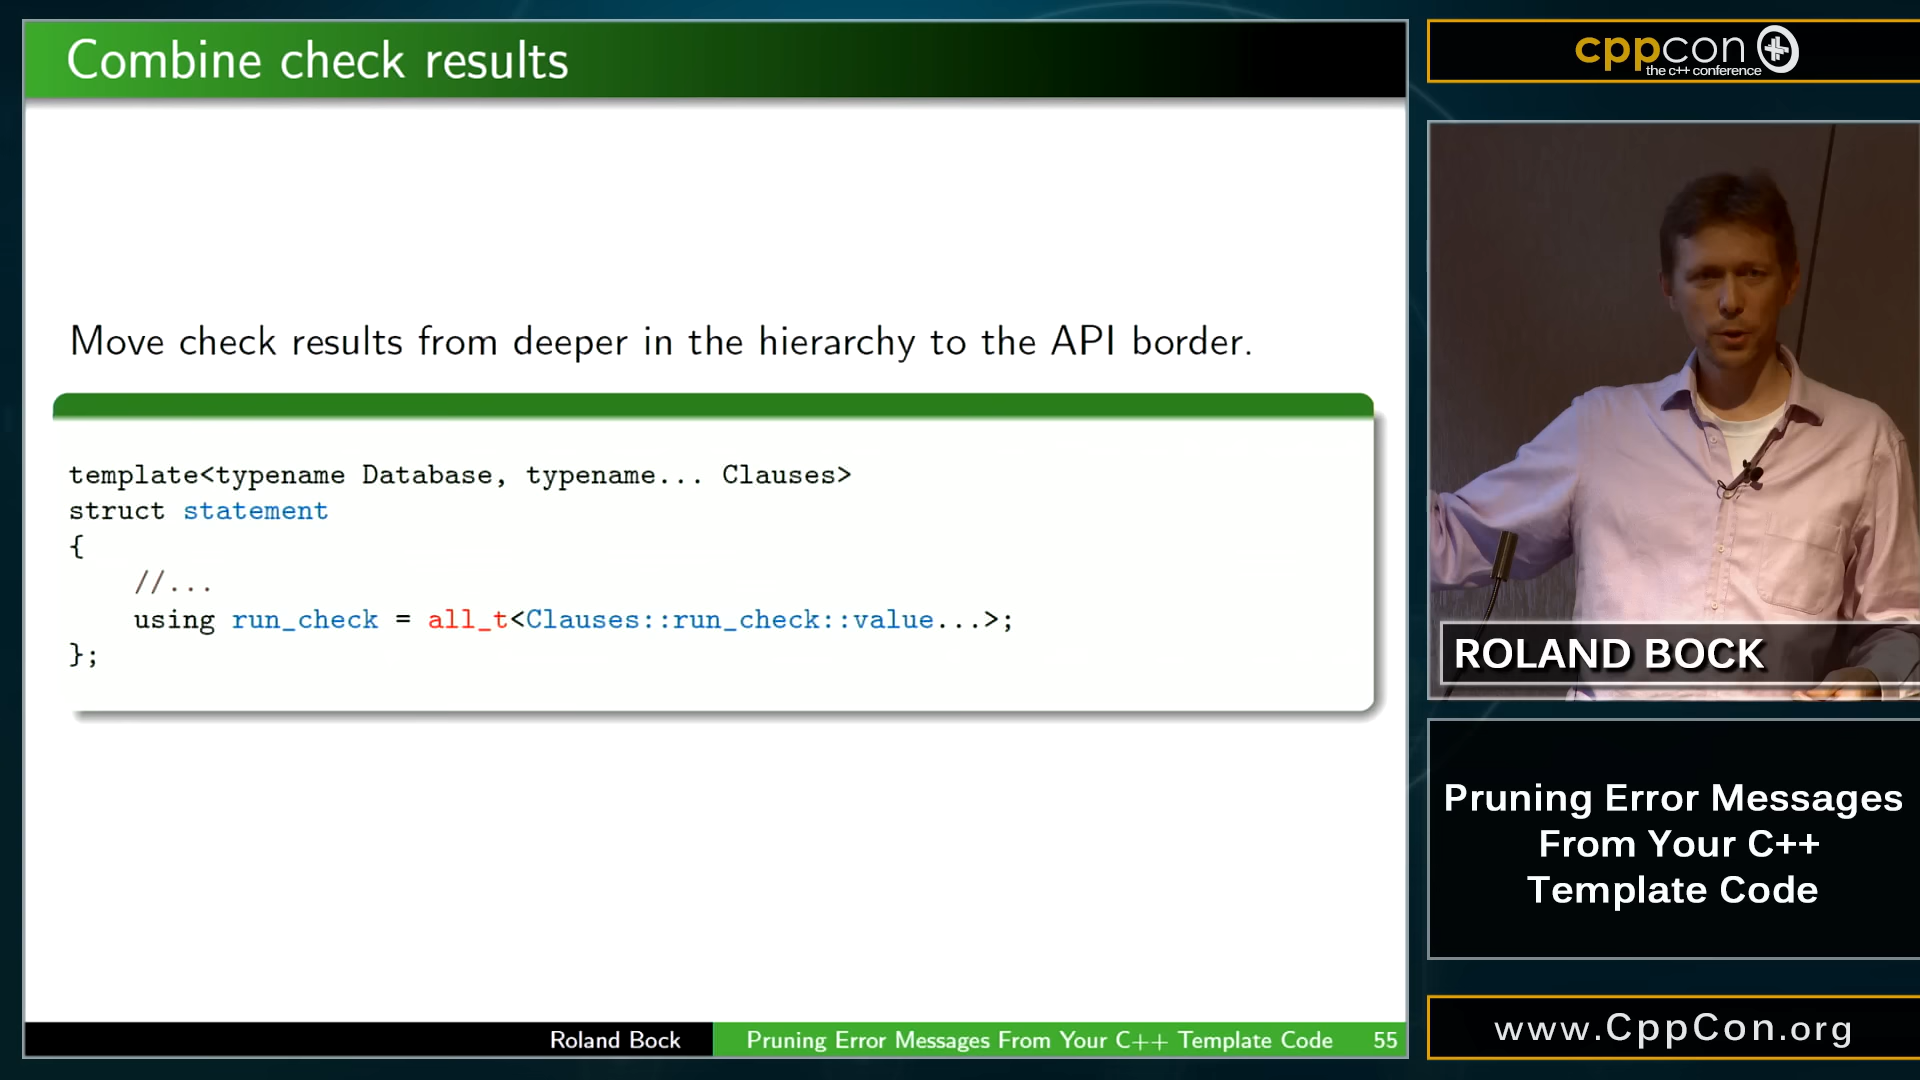 Combine check results
Move check results from deeper in the hierarchy to the API border.
template<typename Database, typename... Clauses>
struct statement
{
//...
using run_check = all_t<Clauses::run_check::value...>;
};
Roland Bock
Pruning Error Messages From Your C++ Template Code
55
cppcon
the c++ conference
ROLAND BOCK
Pruning Error Messages
From Your C++
Template Code
www.CppCon.org